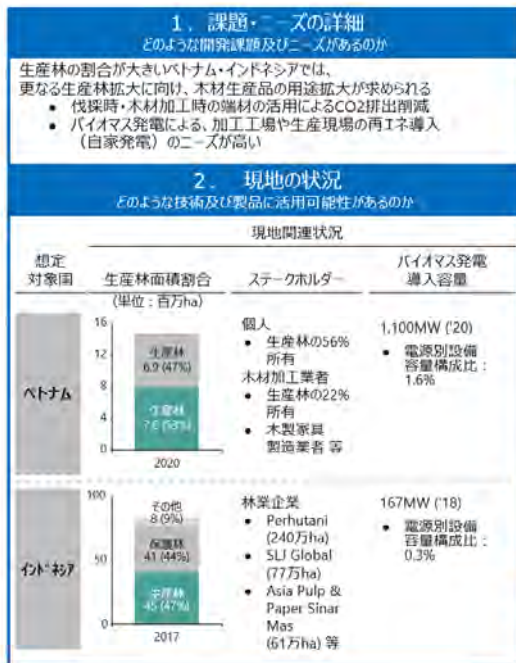 1. 課題・ニーズの詳細
どのような開発課題及びニーズがあるのか
生産林の割合が大きいベトナム・インドネシアでは、
更なる生産林拡大に向け、木材生産品の用途拡大が求められる
● 伐採時・木材加工時の端材の活用によるCO2排出削減
● バイオマス発電による、加工工場や生産現場の再エネ導入
(自家発電)のニーズが高い
2. 現地の状況
どのような技術及び製品に活用可能性があるのか
現地関連状況
想定
対象国
生産林面積割合
(単位:百万ha)
ステークホルダー
バイオマス発電
導入容量
ベトナム
16
12
8
4
0
生産林
6.9 (47%)
生産林
7.8 (53%)
2020
個人
● 生産林の56%
所有
木材加工業者
● 生産林の22%
所有
● 木製家具
製造業者 等
1,100MW ('20)
● 電源別設備
容量構成比:
1.6%
インドネシア
100
50
0
その他
8 (9%)
保護林
41 (44%)
生産林
45 (47%)
2017
林業企業
● Perhutani
(240万ha)
● SLJ Global
(77万ha)
● Asia Pulp &
Paper Sinar
Mas
(61万ha) 等
167MW ('18)
● 電源別設備
容量構成比:
0.3%